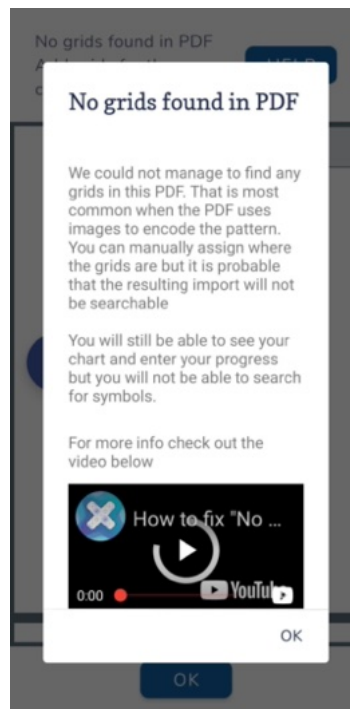 No grids found in PDF
No grids found in PDF
We could not manage to find any
grids in this PDF. That is most
common when the PDF uses
images to encode the pattern.
You can manually assign where
the grids are but it is probable
that the resulting import will not
be searchable
You will still be able to see your
chart and enter your progress
but you will not be able to search
for symbols.
For more info check out the
video below
How to fix "No ...
0:00
YouTube
OK
OK